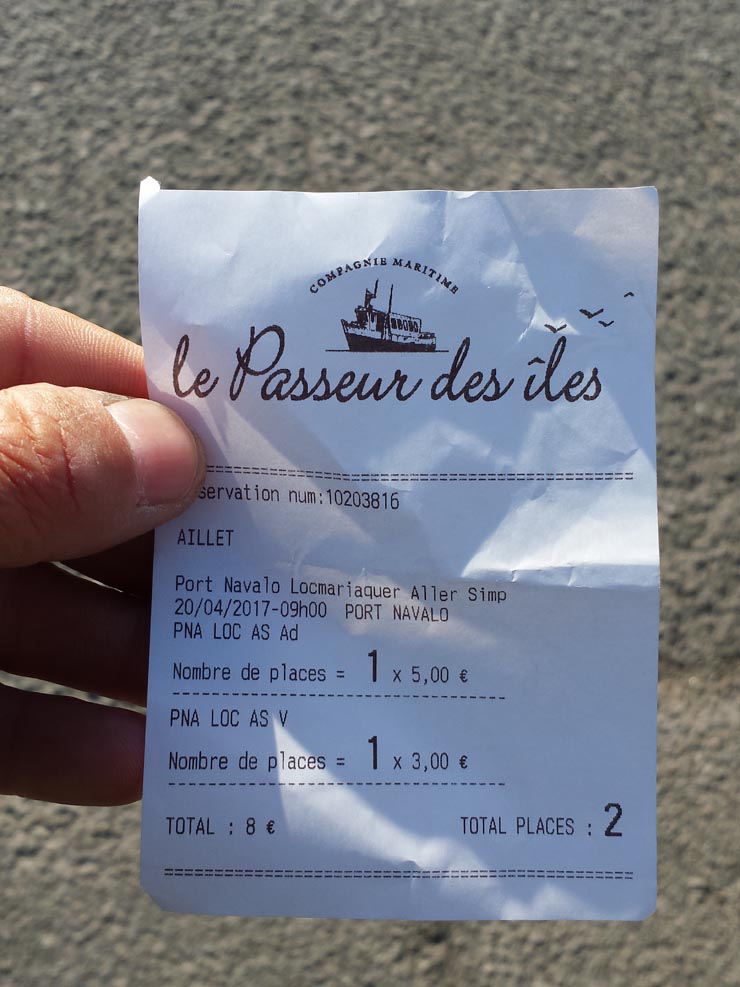 COMPAGNIE MARITIME
le Passeur des îles
servation num:10203816
AILLET
Port Navalo Locmariaquer Aller Simp
20/04/2017-09h00 PORT NAVALO
PNA LOC AS Ad
Nombre de places = 1 x 5,00 €
PNA LOC AS V
Nombre de places = 1 x 3,00 €
TOTAL : 8 € TOTAL PLACES : 2